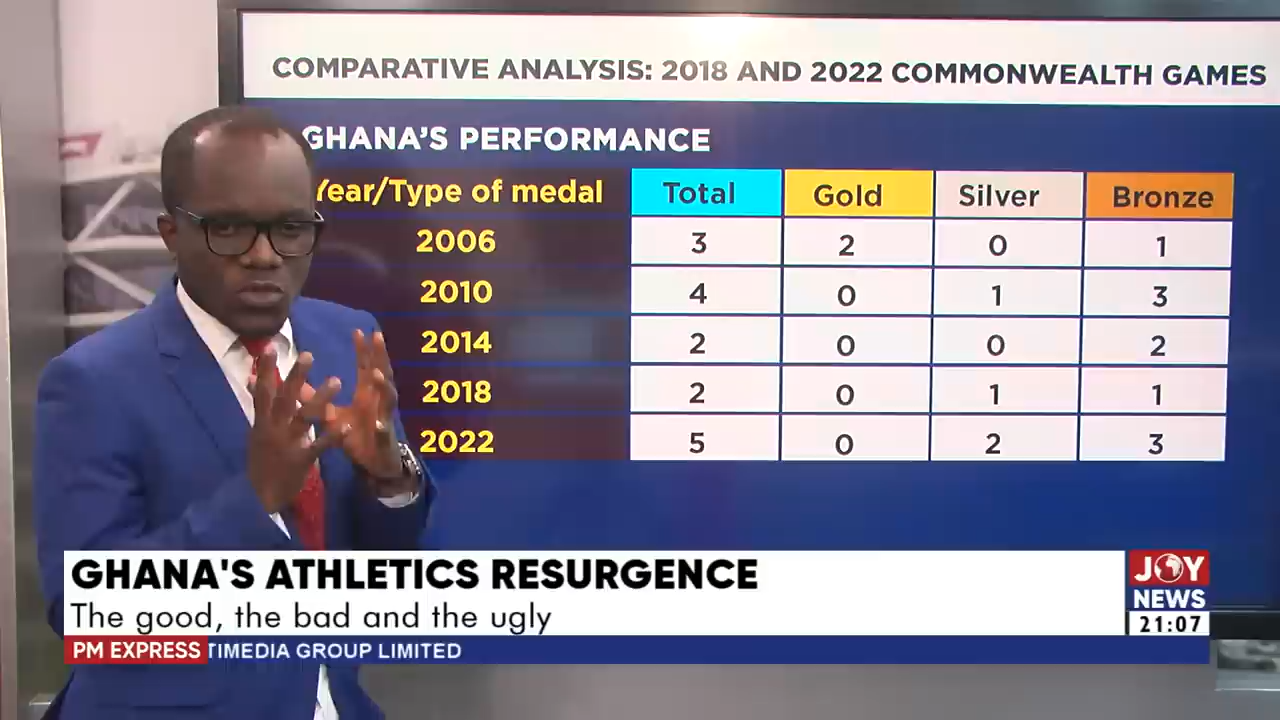 COMPARATIVE ANALYSIS: 2018 AND 2022 COMMONWEALTH GAMES
GHANA'S PERFORMANCE
Year/Type of medal Total Gold Silver Bronze
2006 3 2 0 1
2010 4 0 1 3
2014 2 0 0 2
2018 2 0 1 1
2022 5 0 2 3
GHANA'S ATHLETICS RESURGENCE
The good, the bad and the ugly
JOY
NEWS
21:07
PM EXPRESS TIMEDIA GROUP LIMITED